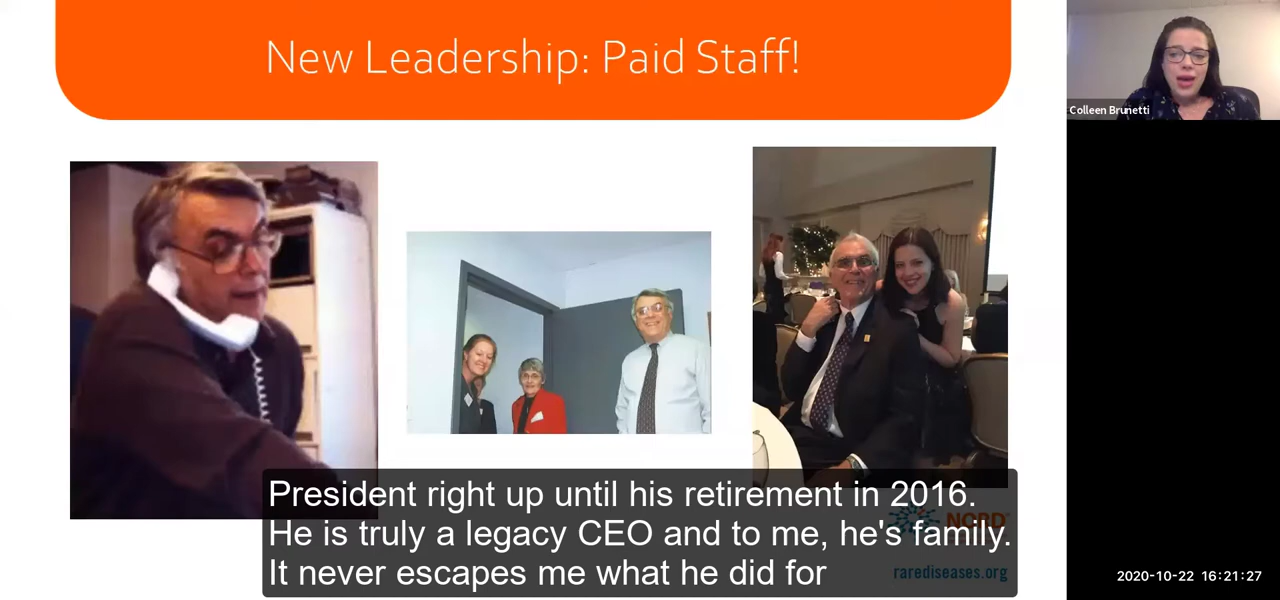 New Leadership: Paid Staff!
Colleen Brunetti
President right up until his retirement in 2016.
He is truly a legacy CEO and to me, he's family.
It never escapes me what he did for
NORD
rarediseases.org
2020-10-22 16:21:27